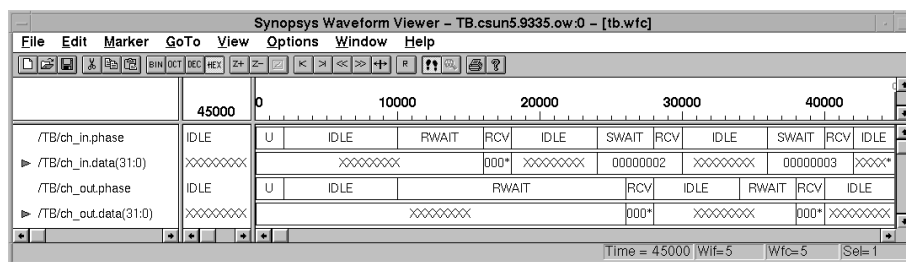 Synopsys Waveform Viewer – TB.csun5.9335.ow:0 – [tb.wfc]
File Edit Marker GoTo View Options Window Help
BIN OCT DEC HEX Z+ Z- R
45000 0 10000 20000 30000 40000
/TB/ch_in.phase IDLE U IDLE RWAIT RCV IDLE SWAIT RCV IDLE SWAIT RCV IDLE
/TB/ch_in.data(31:0) XXXXXXXX XXXXXXXX 000* XXXXXXXX 00000002 XXXXXXXX 00000003 XXXX*
/TB/ch_out.phase IDLE U IDLE RWAIT RCV IDLE RWAIT RCV IDLE
/TB/ch_out.data(31:0) XXXXXXXX XXXXXXXX 000* XXXXXXXX 000* XXXXXXXX
Time = 45000 Wif=5 Wfc=5 Sel=1